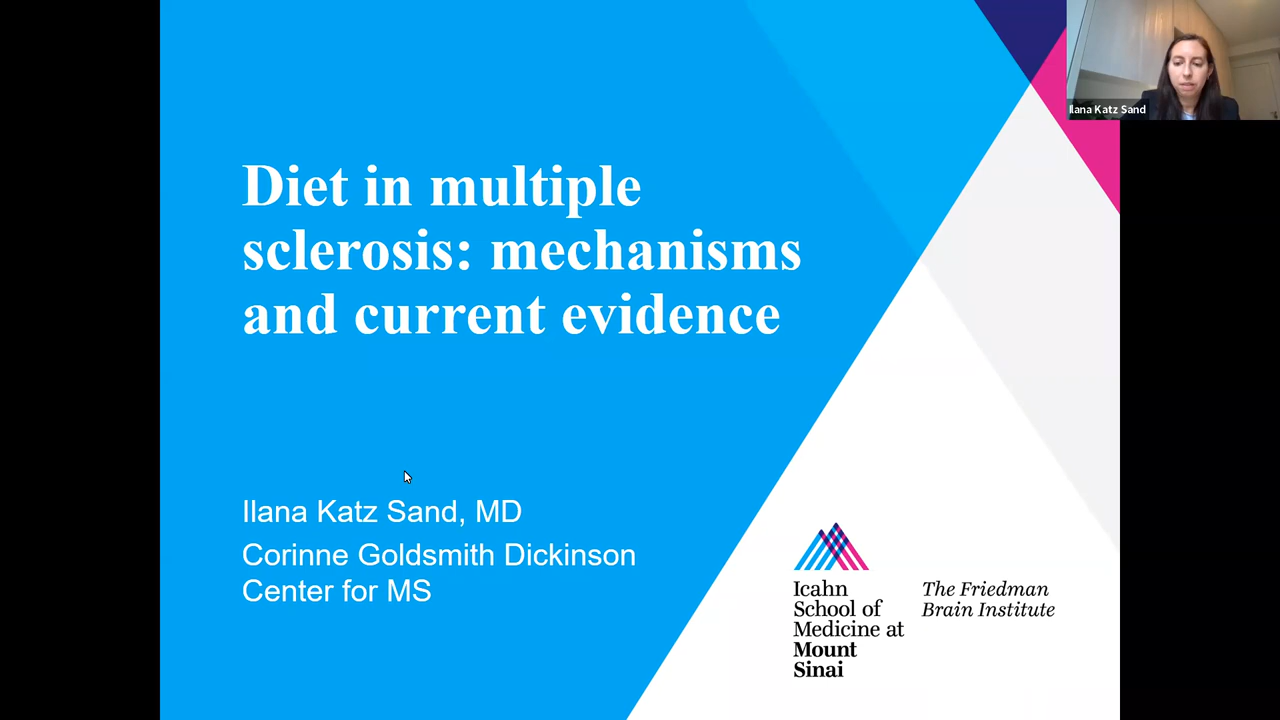 Ilana Katz Sand
Diet in multiple
sclerosis: mechanisms
and current evidence
Ilana Katz Sand, MD
Corinne Goldsmith Dickinson
Center for MS
Icahn
School of
Medicine at
Mount
Sinai
The Friedman
Brain Institute